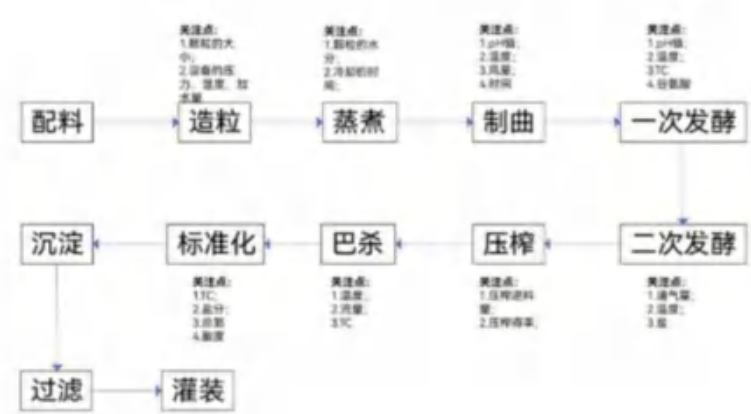 关注点:
1.颗粒的大
小;
2.设备的压
力、温度、加
水量
关注点:
1.颗粒的水
分;
2.冷却的时
间;
关注点:
1.pH值;
2.温度;
3.风量;
4.时间
关注点:
1.pH值;
2.温度;
3.TC
4.谷氨酸
配料
造粒
蒸煮
制曲
一次发酵
沉淀
标准化
巴杀
压榨
二次发酵
关注点:
1.TC;
2.盐分;
3.总氮
4.酸度
关注点:
1.温度;
2.流量;
3.TC
关注点:
1.压榨进料
量;
2.压榨得率;
关注点:
1.通气量;
2.温度;
3.盐
过滤
灌装